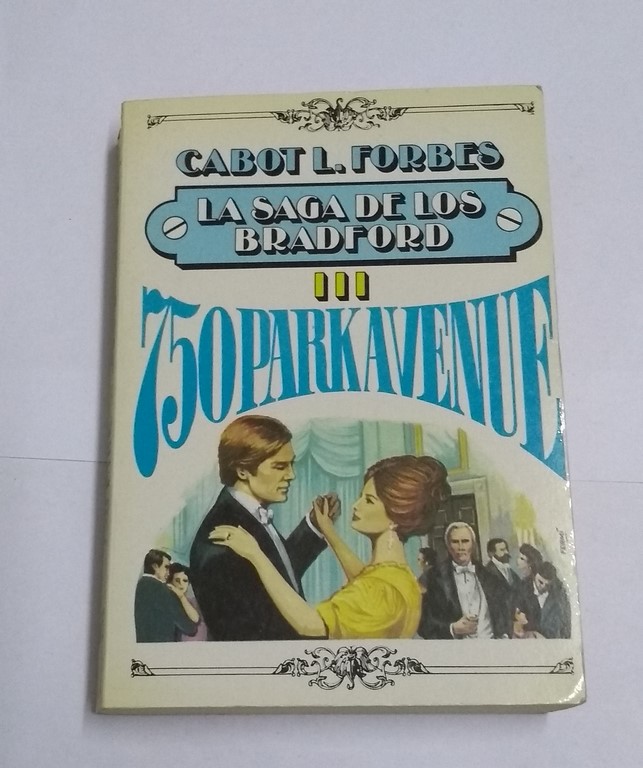 CABOT L. FORBES
LA SAGA DE LOS
BRADFORD
III
750 PARK AVENUE